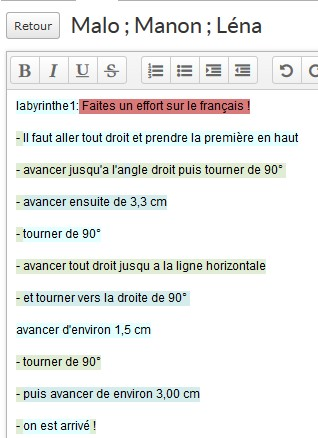 Retour Malo ; Manon ; Léna
B I U S
labyrinthe1: Faites un effort sur le français !
- Il faut aller tout droit et prendre la première en haut
- avancer jusqu'a l'angle droit puis tourner de 90°
- avancer ensuite de 3,3 cm
- tourner de 90°
- avancer tout droit jusqu a la ligne horizontale
- et tourner vers la droite de 90°
avancer d'environ 1,5 cm
- tourner de 90°
- puis avancer de environ 3,00 cm
- on est arrivé !